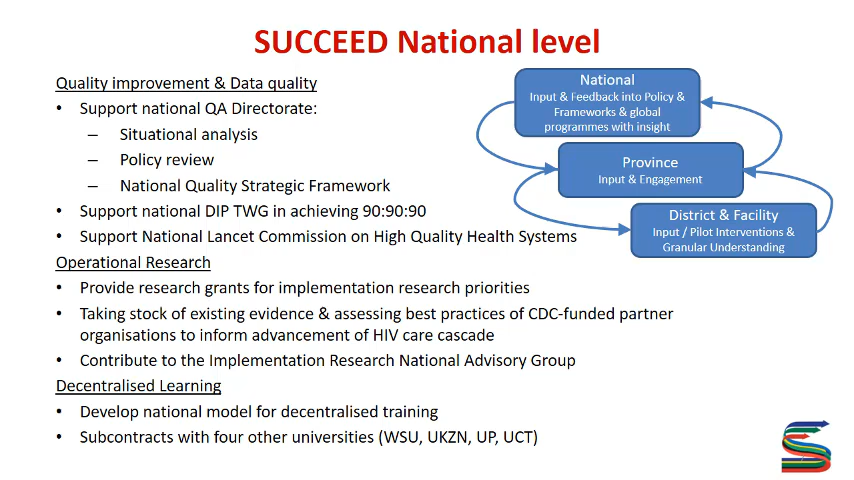 SUCCEED National level
Quality improvement & Data quality
• Support national QA Directorate:
– Situational analysis
– Policy review
– National Quality Strategic Framework
• Support national DIP TWG in achieving 90:90:90
• Support National Lancet Commission on High Quality Health Systems
Operational Research
• Provide research grants for implementation research priorities
• Taking stock of existing evidence & assessing best practices of CDC-funded partner
organisations to inform advancement of HIV care cascade
• Contribute to the Implementation Research National Advisory Group
Decentralised Learning
• Develop national model for decentralised training
• Subcontracts with four other universities (WSU, UKZN, UP, UCT)
National
Input & Feedback into Policy &
Frameworks & global
programmes with insight
Province
Input & Engagement
District & Facility
Input / Pilot Interventions &
Granular Understanding